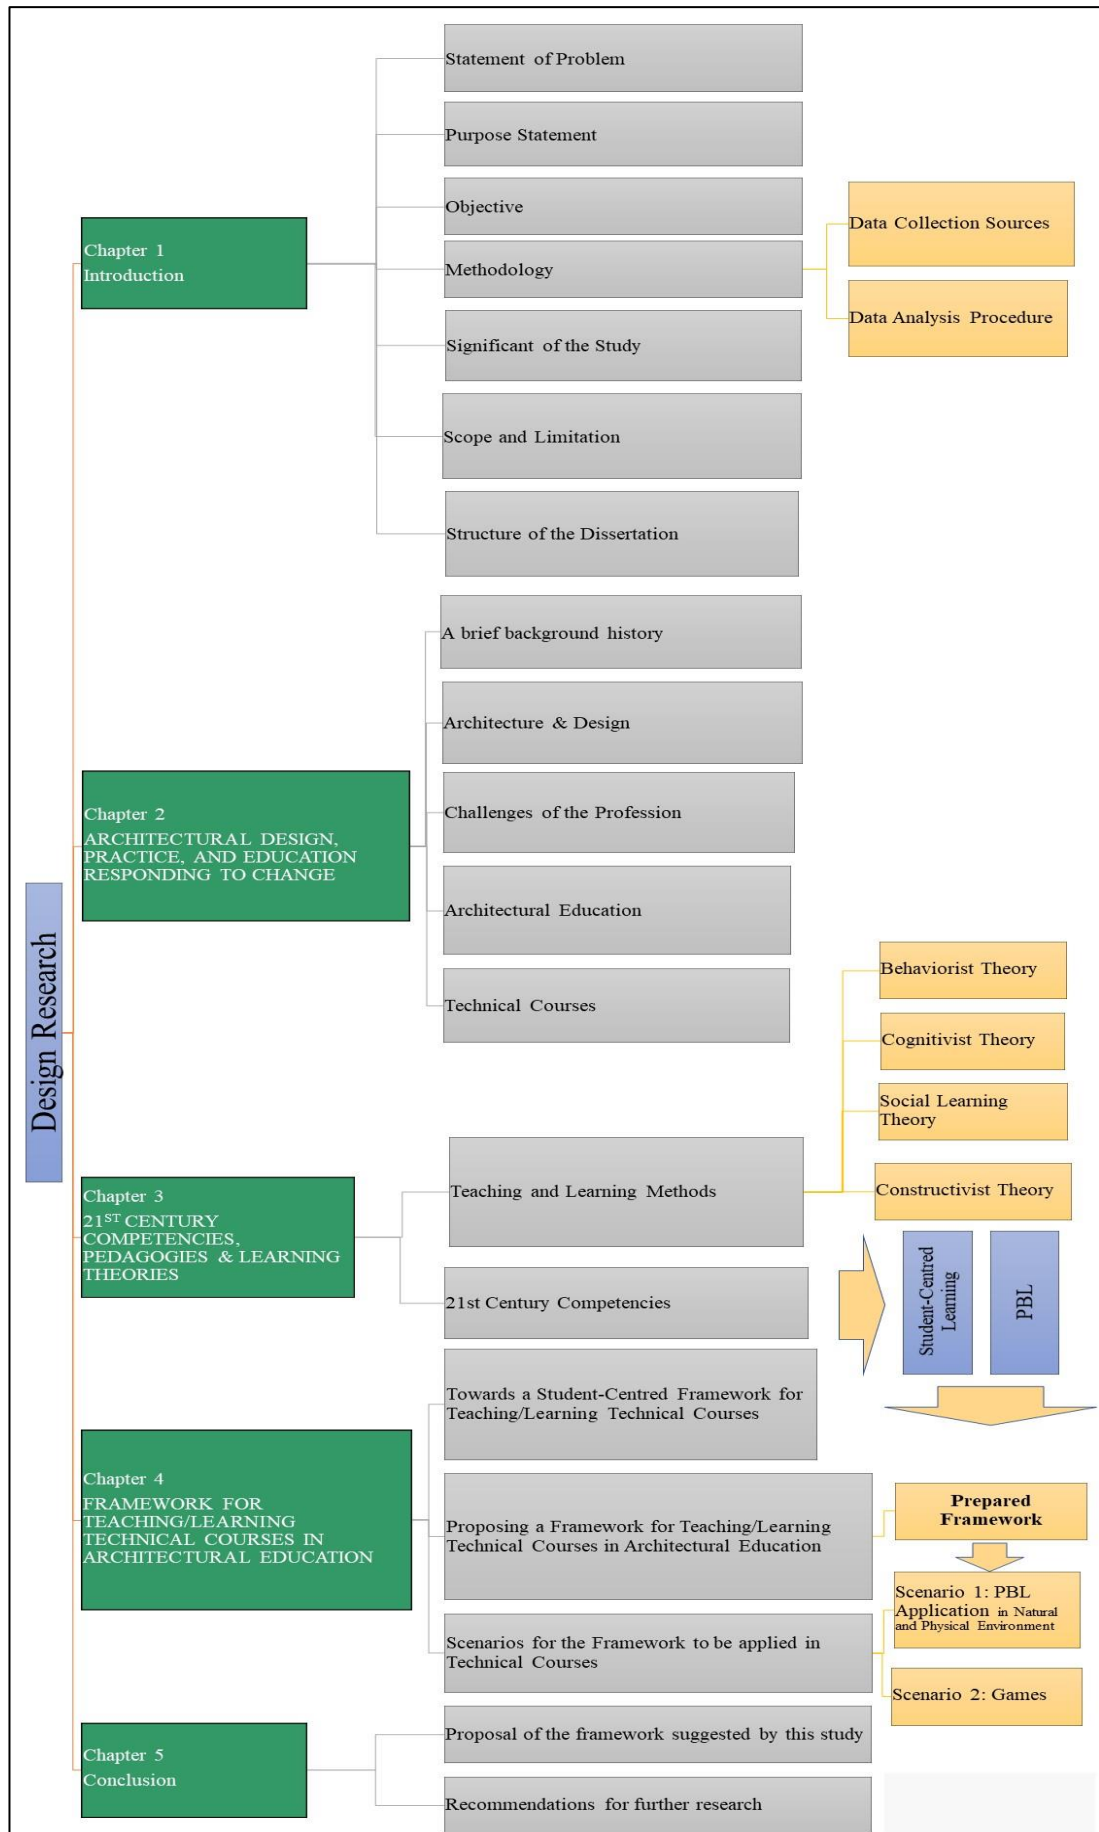 Design Research
Chapter 1
Introduction
Statement of Problem
Purpose Statement
Objective
Methodology
Data Collection Sources
Data Analysis Procedure
Significant of the Study
Scope and Limitation
Structure of the Dissertation
Chapter 2
ARCHITECTURAL DESIGN,
PRACTICE, AND EDUCATION
RESPONDING TO CHANGE
A brief background history
Architecture & Design
Challenges of the Profession
Architectural Education
Technical Courses
Chapter 3
21ST CENTURY
COMPETENCIES,
PEDAGOGIES & LEARNING
THEORIES
Teaching and Learning Methods
Behaviorist Theory
Cognitivist Theory
Social Learning
Theory
Constructivist Theory
21st Century Competencies
Student-Centred
Learning
PBL
Chapter 4
FRAMEWORK FOR
TEACHING/LEARNING
TECHNICAL COURSES IN
ARCHITECTURAL EDUCATION
Towards a Student-Centred Framework for
Teaching/Learning Technical Courses
Proposing a Framework for Teaching/Learning
Technical Courses in Architectural Education
Prepared
Framework
Scenarios for the Framework to be applied in
Technical Courses
Scenario 1: PBL
Application in Natural
and Physical Environment
Scenario 2: Games
Chapter 5
Conclusion
Proposal of the framework suggested by this study
Recommendations for further research